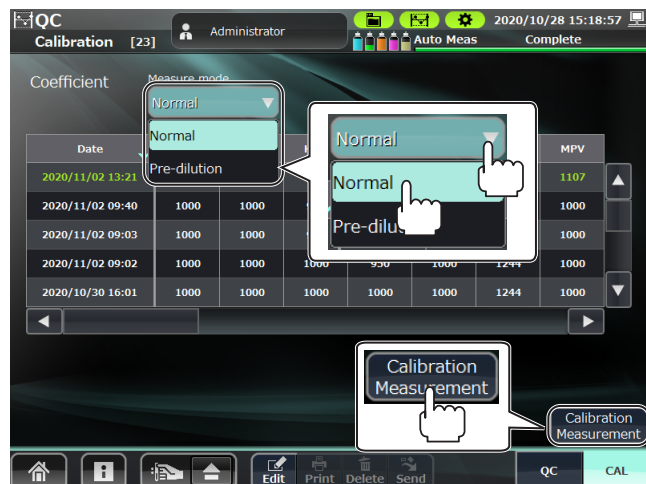 QC
Calibration [23]
Administrator
2020/10/28 15:18:57
Auto Meas
Complete
Coefficient
Measure mode
Normal
Normal
Pre-dilution
Normal
Normal
Pre-dilut
Date
MPV
2020/11/02 13:21 1107
2020/11/02 09:40 1000 1000 1000
2020/11/02 09:03 1000 1000 1000
2020/11/02 09:02 1000 1000 1000 950 1000 1244 1000
2020/10/30 16:01 1000 1000 1000 1000 1000 1244 1000
Calibration
Measurement
Calibration
Measurement
Edit Print Delete Send
QC CAL